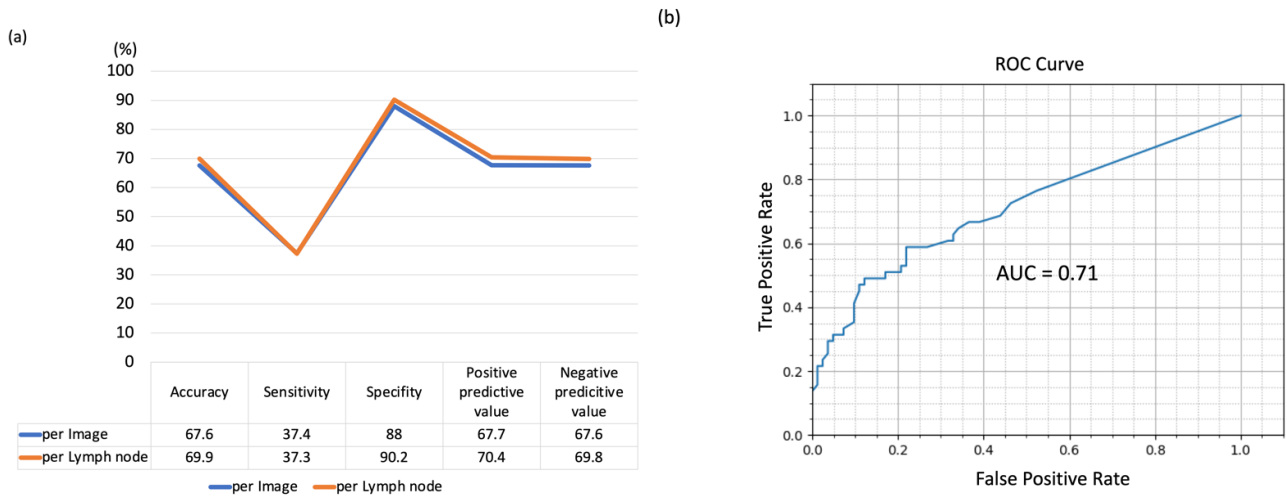 (a)
(%)
100
90
80
70
60
50
40
30
20
10
0
Accuracy Sensitivity Specifity Positive predictive value Negative predicitive value
per Image 67.6 37.4 88 67.7 67.6
per Lymph node 69.9 37.3 90.2 70.4 69.8
per Image per Lymph node
(b)
ROC Curve
True Positive Rate
1.0
0.8
0.6
0.4
0.2
0.0
AUC = 0.71
0.0 0.2 0.4 0.6 0.8 1.0
False Positive Rate